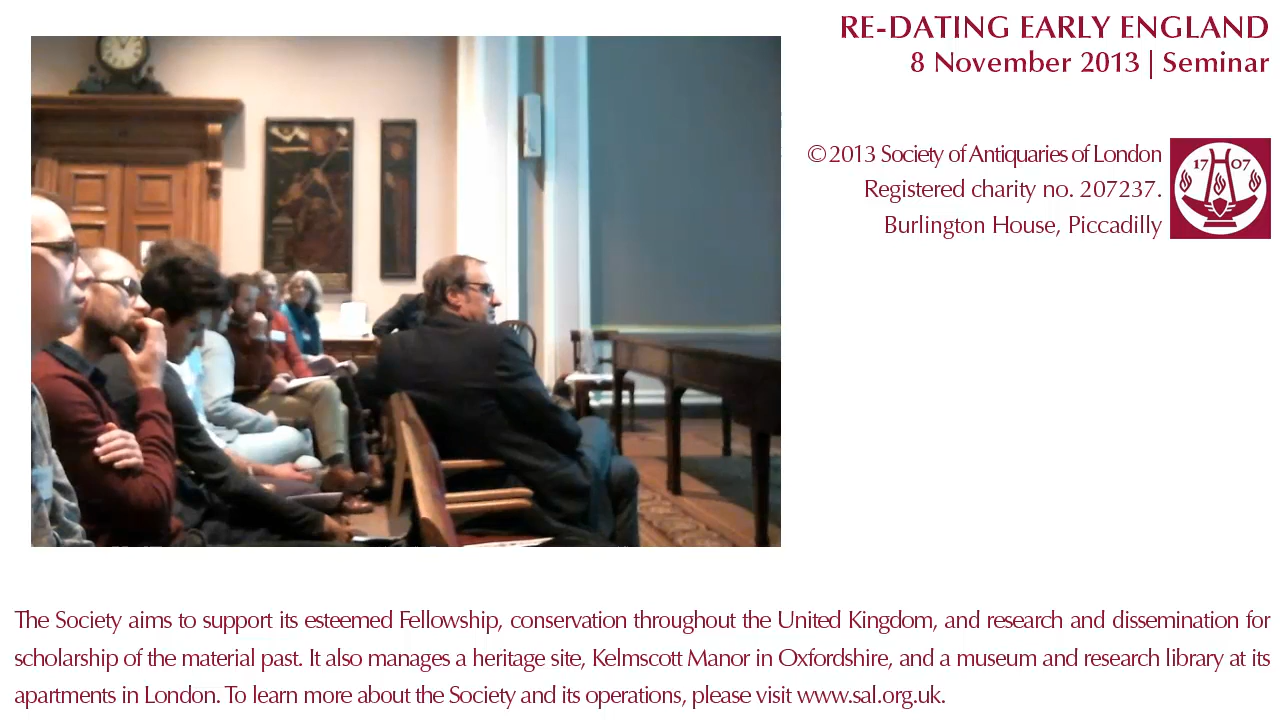 RE-DATING EARLY ENGLAND
8 November 2013 | Seminar
© 2013 Society of Antiquaries of London
Registered charity no. 207237.
Burlington House, Piccadilly
17 07
The Society aims to support its esteemed Fellowship, conservation throughout the United Kingdom, and research and dissemination for
scholarship of the material past. It also manages a heritage site, Kelmscott Manor in Oxfordshire, and a museum and research library at its
apartments in London. To learn more about the Society and its operations, please visit www.sal.org.uk.